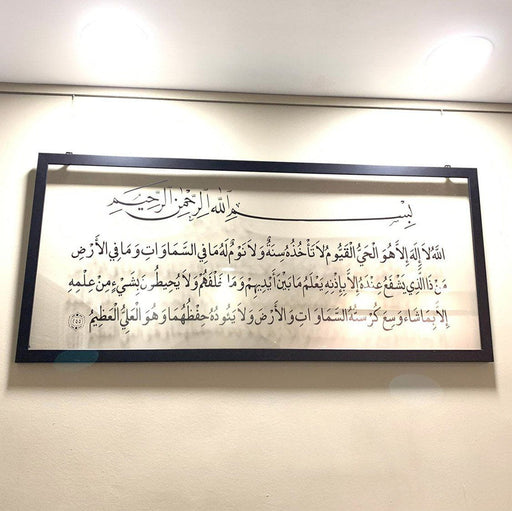 بِسْمِ اللَّهِ الرَّحْمَنِ الرَّحِيمِ
اللَّهُ لَا إِلَهَ إِلَّا هُوَ الْحَيُّ الْقَيُّومُ لَا تَأْخُذُهُ سِنَةٌ وَلَا نَوْمٌ لَهُ مَا فِي السَّمَاوَاتِ وَمَا فِي الْأَرْضِ
مَنْ ذَا الَّذِي يَشْفَعُ عِنْدَهُ إِلَّا بِإِذْنِهِ يَعْلَمُ مَا بَيْنَ أَيْدِيهِمْ وَمَا خَلْفَهُمْ وَلَا يُحِيطُونَ بِشَيْءٍ مِنْ عِلْمِهِ
إِلَّا بِمَا شَاءَ وَسِعَ كُرْسِيُّهُ السَّمَاوَاتِ وَالْأَرْضَ وَلَا يَئُودُهُ حِفْظُهُمَا وَهُوَ الْعَلِيُّ الْعَظِيمُ ٢٥٥